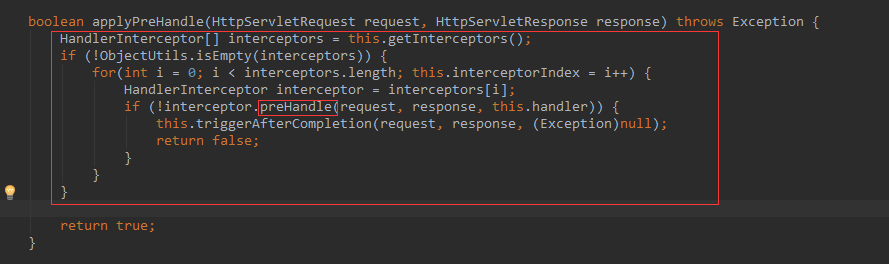 boolean applyPreHandle(HttpServletRequest request, HttpServletResponse response) throws Exception {
    HandlerInterceptor[] interceptors = this.getInterceptors();
    if (!ObjectUtils.isEmpty(interceptors)) {
        for(int i = 0; i < interceptors.length; this.interceptorIndex = i++) {
            HandlerInterceptor interceptor = interceptors[i];
            if (!interceptor.preHandle(request, response, this.handler)) {
                this.triggerAfterCompletion(request, response, (Exception)null);
                return false;
            }
        }
    }
    return true;
}